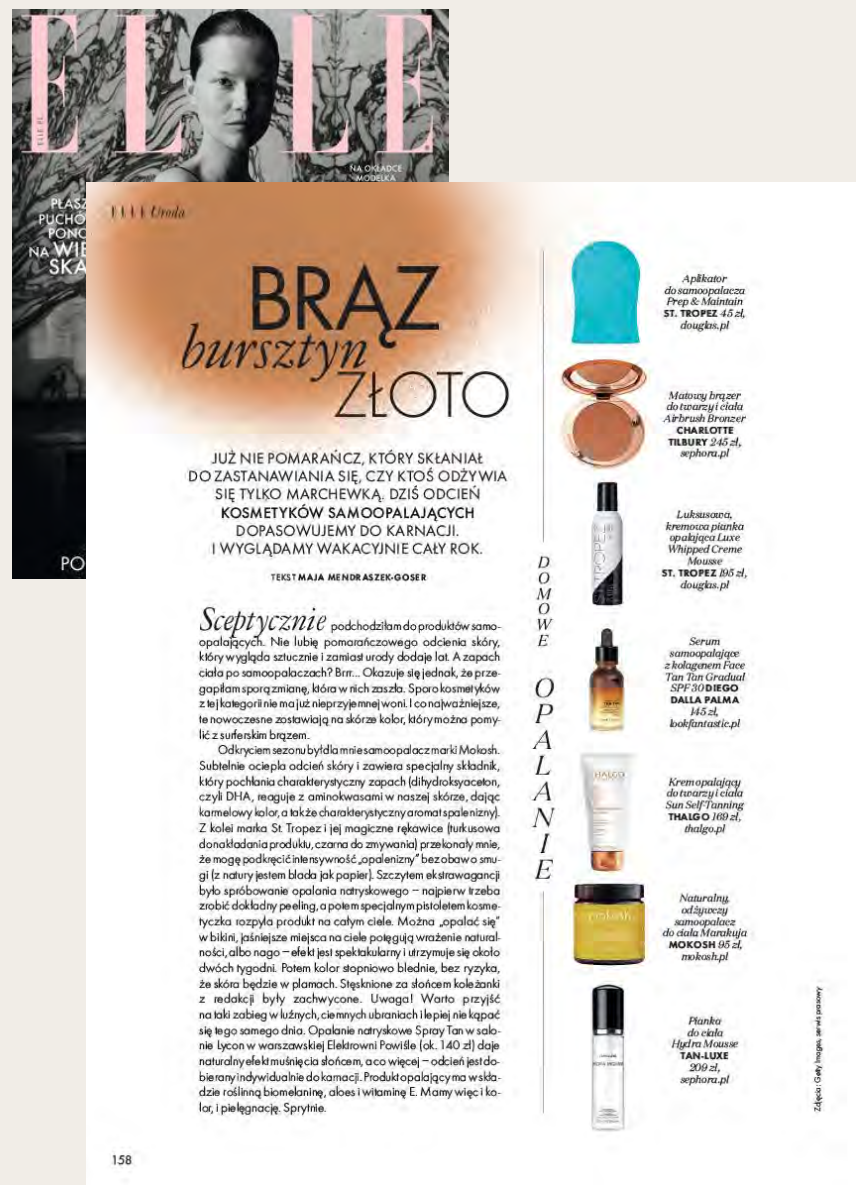 ELLE
ELLE.PL
NA OKŁADCE
MODELKA
PŁASZ
PUCHÓ
PONC
NA WIE
SKA
PO
ELLE Uroda
BRĄZ
bursztyn
ZŁOTO
JUŻ NIE POMARAŃCZ, KTÓRY SKŁANIAŁ
DO ZASTANAWIANIA SIĘ, CZY KTOŚ ODŻYWIA
SIĘ TYLKO MARCHEWKĄ. DZIŚ ODCIEŃ
KOSMETYKÓW SAMOOPALAJĄCYCH
DOPASOWUJEMY DO KARNACJI.
I WYGLĄDAMY WAKACYJNIE CAŁY ROK.
TEKST MAJA MENDRASZEK-GOSER
Sceptycznie podchodziłam do produktów samo-
opalających. Nie lubię pomarańczowego odcienia skóry,
który wygląda sztucznie i zamiast urody dodaje lat. A zapach
ciała po samoopalaczach? Brrr... Okazuje się jednak, że prze-
gapiłam sporą zmianę, która w nich zaszła. Sporo kosmetyków
z tej kategorii nie ma już nieprzyjemnej woni. I co najważniejsze,
te nowoczesne zostawiają na skórze kolor, który można pomy-
lić z surferskim brązem.
Odkryciem sezonu był dla mnie samoopalacz marki Mokosh.
Subtelnie ociepla odcień skóry i zawiera specjalny składnik,
który pochłania charakterystyczny zapach (dihydroksyaceton,
czyli DHA, reaguje z aminokwasami w naszej skórze, dając
karmelowy kolor, a także charakterystyczny aromat spalenizny).
Z kolei marka St. Tropez i jej magiczne rękawice (turkusowa
do nakładania produktu, czarna do zmywania) przekonały mnie,
że mogę podkręcić intensywność „opalenizny” bez obaw o smu-
gi (z natury jestem blada jak papier). Szczytem ekstrawagancji
było spróbowanie opalania natryskowego – najpierw trzeba
zrobić dokładny peeling, a potem specjalnym pistoletem kosme-
tyczka rozpyla produkt na całym ciele. Można „opalać się”
w bikini, jaśniejsze miejsca na ciele potęgują wrażenie natural-
ności, albo nago – efekt jest spektakularny i utrzymuje się około
dwóch tygodni. Potem kolor stopniowo blednie, bez ryzyka,
że skóra będzie w plamach. Stęsknione za słońcem koleżanki
z redakcji były zachwycone. Uwaga! Warto przyjść
na taki zabieg w luźnych, ciemnych ubraniach i lepiej nie kąpać
się tego samego dnia. Opalanie natryskowe Spray Tan w salo-
nie Lycon w warszawskiej Elektrowni Powiśle (ok. 140 zł) daje
naturalny efekt muśnięcia słońcem, a co więcej – odcień jest do-
bierany indywidualnie do karnacji. Produkt opalający ma w skła-
dzie roślinną biomelaninę, aloes i witaminę E. Mamy więc i ko-
lor, i pielęgnację. Sprytnie.
158
DOMOWE OPALANIE
Aplikator
do samoopalacza
Prep & Maintain
ST. TROPEZ 45 zł,
douglas.pl
Matowy brązer
do twarzy i ciała
Airbrush Bronzer
CHARLOTTE
TILBURY 245 zł,
sephora.pl
ST.TROPEZ
Luksusowa,
kremowa pianka
opalająca Luxe
Whipped Creme
Mousse
ST. TROPEZ 195 zł,
douglas.pl
Serum
samoopalające
z kolagenem Face
Tan Tan Gradual
SPF 30 DIEGO
DALLA PALMA
145 zł,
lookfantastic.pl
THALGO
Krem opalający
do twarzy i ciała
Sun Self-Tanning
THALGO 169 zł,
thalgo.pl
mokosh
Naturalny,
odżywczy
samoopalacz
do ciała Marakuja
MOKOSH 95 zł,
mokosh.pl
Pianka
do ciała
Hydra Mousse
TAN-LUXE
209 zł,
sephora.pl
Zdjęcia: Getty Images, serwis prasowy